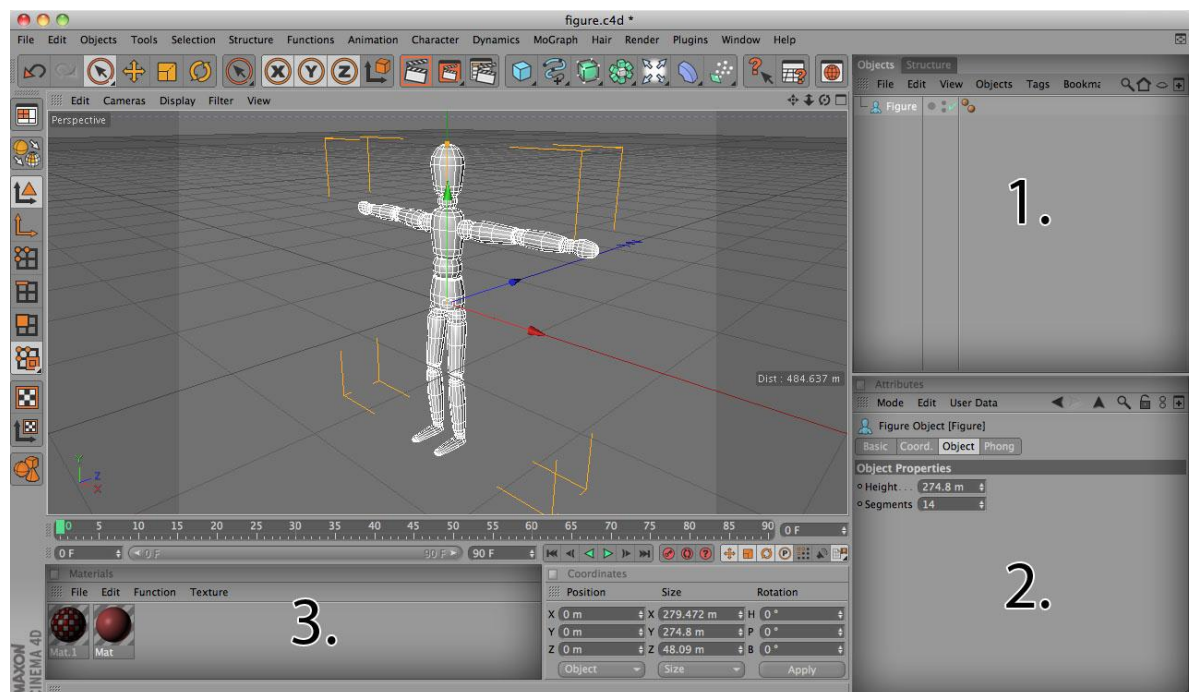 figure.c4d *
File Edit Objects Tools Selection Structure Functions Animation Character Dynamics MoGraph Hair Render Plugins Window Help
Objects Structure
File Edit View Objects Tags Bookma
Figure
1.
Edit Cameras Display Filter View
Perspective
Dist : 484.637 m
Y
Z
X
Attributes
Mode Edit User Data
Figure Object [Figure]
Basic Coord. Object Phong
Object Properties
Height . . . 274.8 m
Segments 14
2.
0 5 10 15 20 25 30 35 40 45 50 55 60 65 70 75 80 85 90 0 F
0 F 0 F 90 F 90 F
Materials
File Edit Function Texture
Mat.1 Mat
3.
Coordinates
Position Size Rotation
X 0 m X 279.472 m H 0 °
Y 0 m Y 274.8 m P 0 °
Z 0 m Z 48.09 m B 0 °
Object Size Apply
MAXON
CINEMA 4D